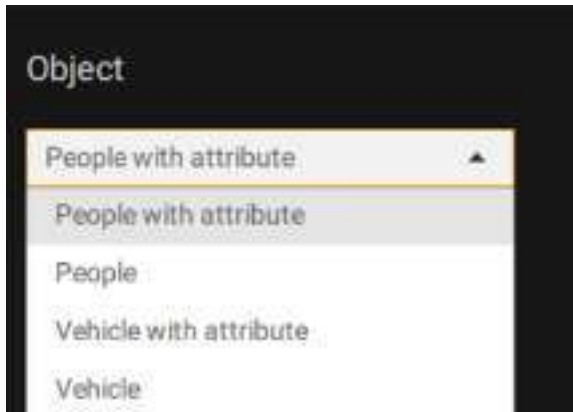 Object
People with attribute
People with attribute
People
Vehicle with attribute
Vehicle